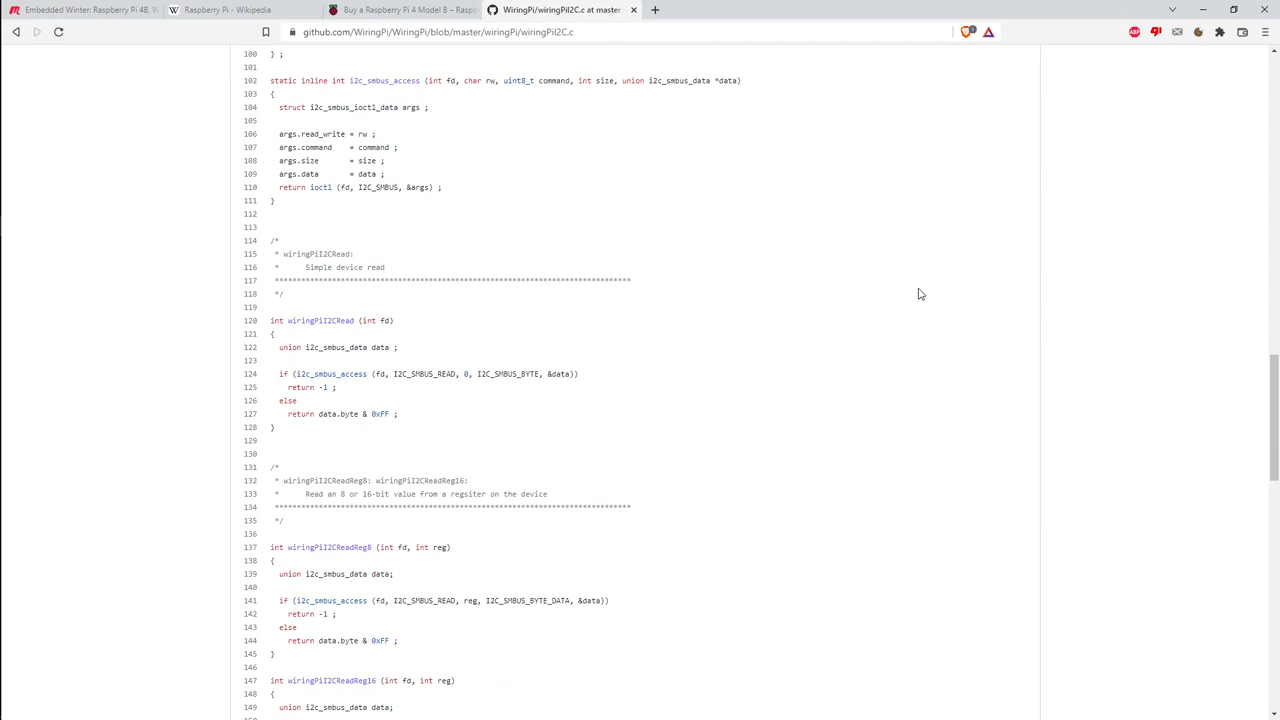 Embedded Winter: Raspberry Pi 4B,
Raspberry Pi - Wikipedia
Buy a Raspberry Pi 4 Model B – Raspb
WiringPi/wiringPiI2C.c at master
github.com/WiringPi/WiringPi/blob/master/wiringPi/wiringPiI2C.c
100 } ;
101
102 static inline int i2c_smbus_access (int fd, char rw, uint8_t command, int size, union i2c_smbus_data *data)
103 {
104 struct i2c_smbus_ioctl_data args ;
105
106 args.read_write = rw ;
107 args.command = command ;
108 args.size = size ;
109 args.data = data ;
110 return ioctl (fd, I2C_SMBUS, &args) ;
111 }
112
113
114 /*
115 * wiringPiI2CRead:
116 * Simple device read
117 *********************************************************************************
118 */
119
120 int wiringPiI2CRead (int fd)
121 {
122 union i2c_smbus_data data ;
123
124 if (i2c_smbus_access (fd, I2C_SMBUS_READ, 0, I2C_SMBUS_BYTE, &data))
125 return -1 ;
126 else
127 return data.byte & 0xFF ;
128 }
129
130
131 /*
132 * wiringPiI2CReadReg8: wiringPiI2CReadReg16:
133 * Read an 8 or 16-bit value from a regsiter on the device
134 *********************************************************************************
135 */
136
137 int wiringPiI2CReadReg8 (int fd, int reg)
138 {
139 union i2c_smbus_data data;
140
141 if (i2c_smbus_access (fd, I2C_SMBUS_READ, reg, I2C_SMBUS_BYTE_DATA, &data))
142 return -1 ;
143 else
144 return data.byte & 0xFF ;
145 }
146
147 int wiringPiI2CReadReg16 (int fd, int reg)
148 {
149 union i2c_smbus_data data;